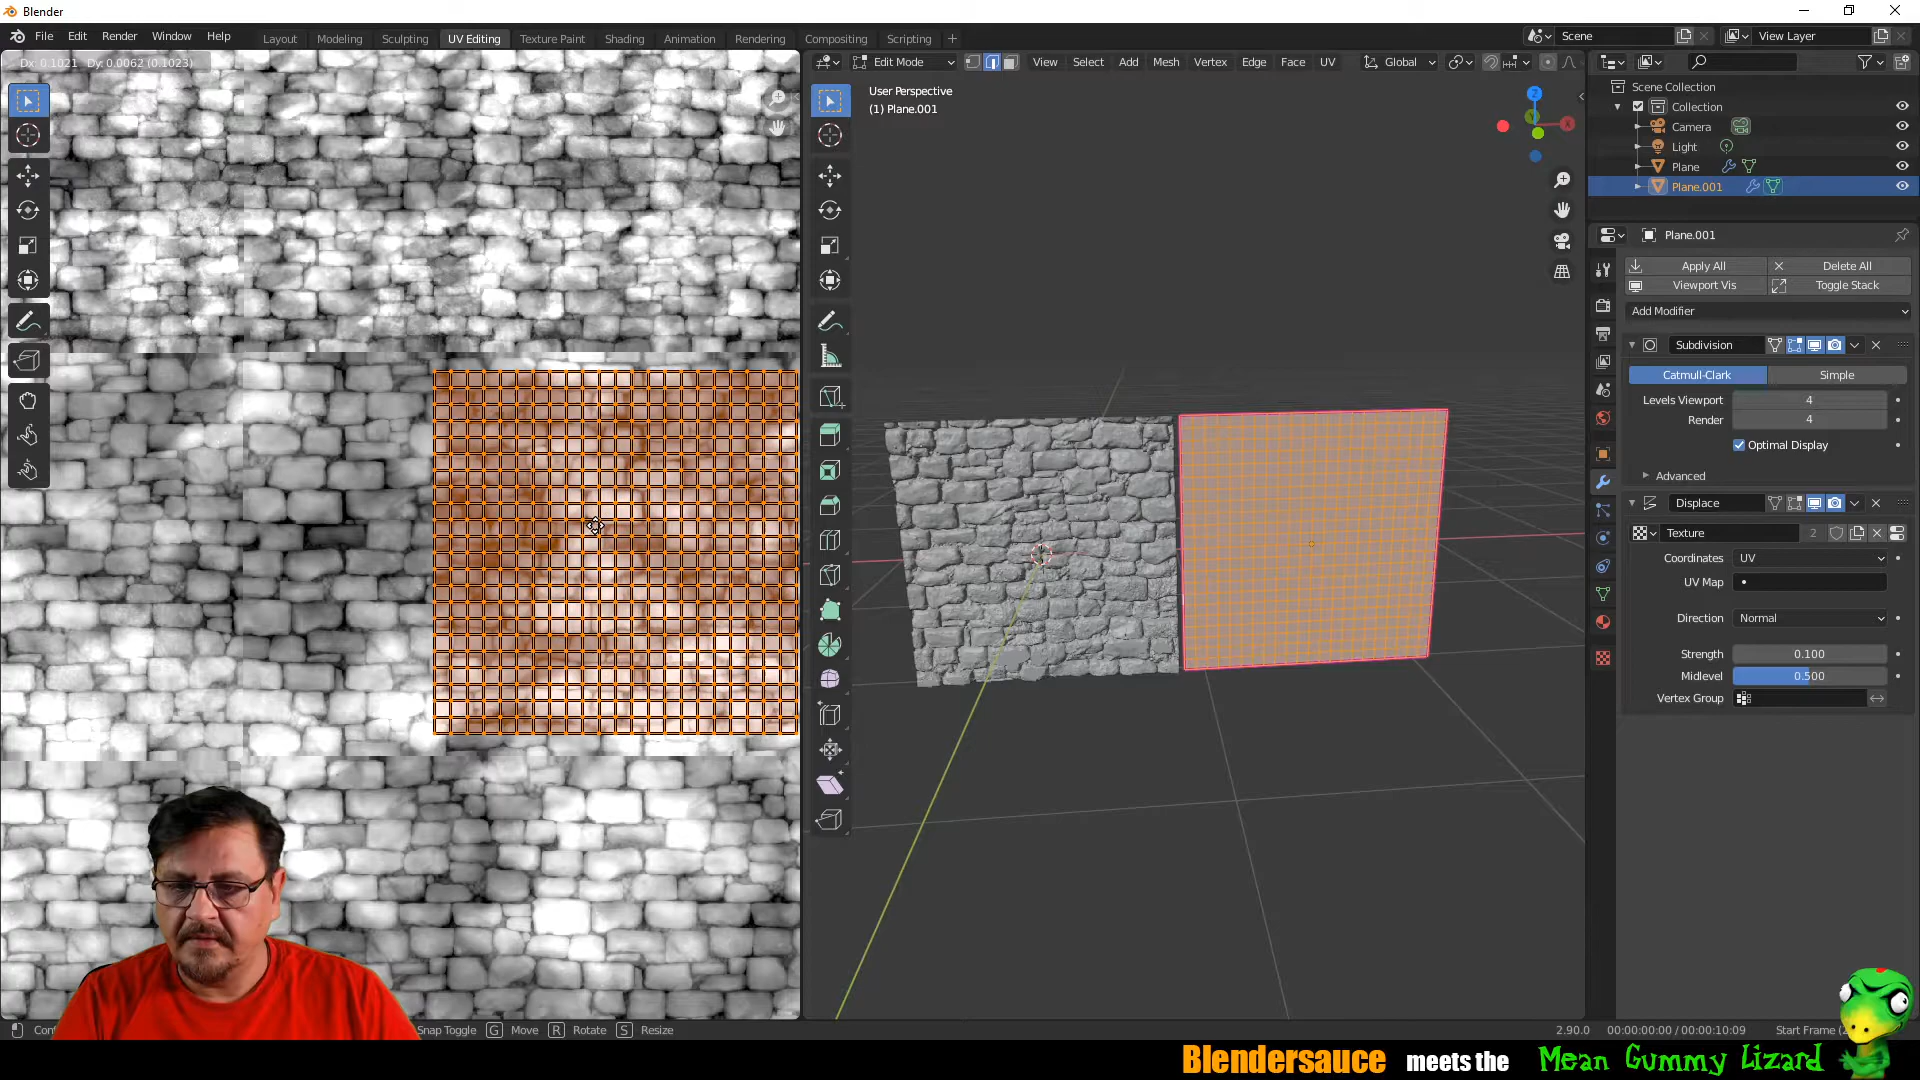 Blender
File Edit Render Window Help
Layout Modeling Sculpting UV Editing Texture Paint Shading Animation Rendering Compositing Scripting
Scene
View Layer
Dx: 0.1021 Dy: 0.0062 (0.1023)
Edit Mode
View Select Add Mesh Vertex Edge Face UV
Global
User Perspective
(1) Plane.001
Z
Scene Collection
Collection
Camera
Light
Plane
Plane.001
Plane.001
Apply All
Delete All
Viewport Vis
Toggle Stack
Add Modifier
Subdivision
Catmull-Clark
Simple
Levels Viewport 4
Render 4
Optimal Display
Advanced
Displace
Texture 2
Coordinates UV
UV Map
Direction Normal
Strength 0.100
Midlevel 0.500
Vertex Group
Snap Toggle G Move R Rotate S Resize
2.90.0 00:00:00:00 / 00:00:10:09 Start Frame
Blendersauce meets the Mean Gummy Lizard